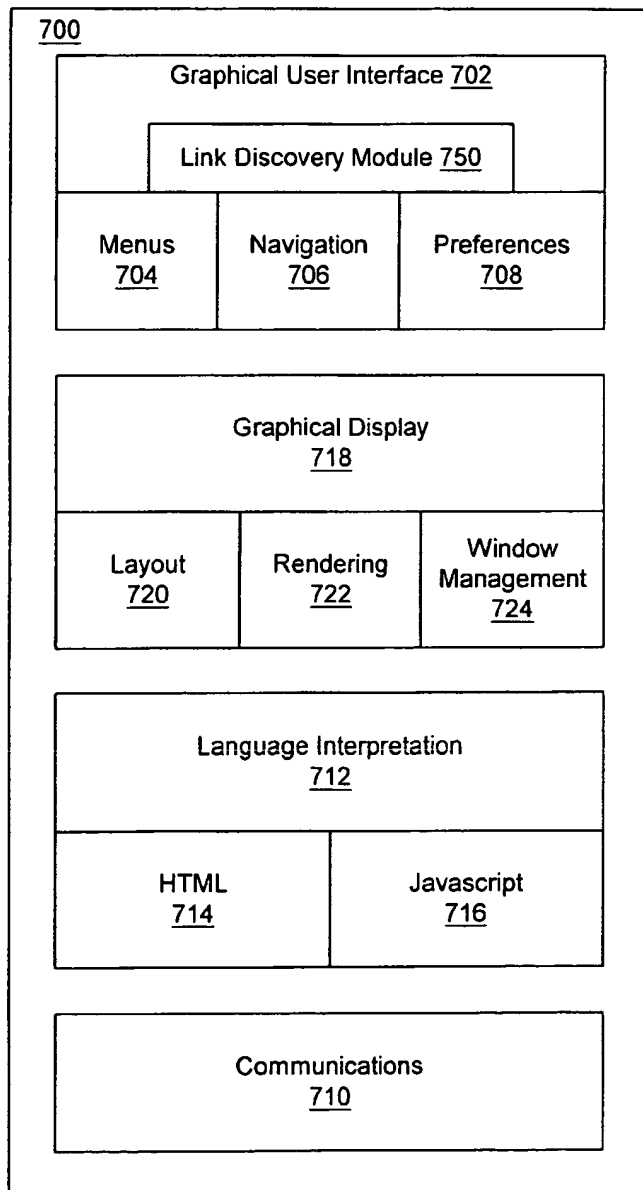 700
Graphical User Interface 702
Link Discovery Module 750
Menus
704
Navigation
706
Preferences
708
Graphical Display
718
Layout
720
Rendering
722
Window
Management
724
Language Interpretation
712
HTML
714
Javascript
716
Communications
710